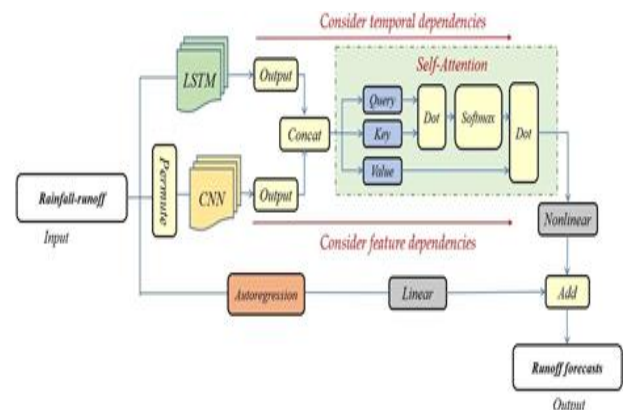 Consider temporal dependencies
LSTM
Output
Self-Attention
Query
Key
Value
Dot
Softmax
Dot
Concat
Permute
CNN
Output
Rainfall-runoff
Input
Consider feature dependencies
Nonlinear
Autoregression
Linear
Add
Runoff forecasts
Output